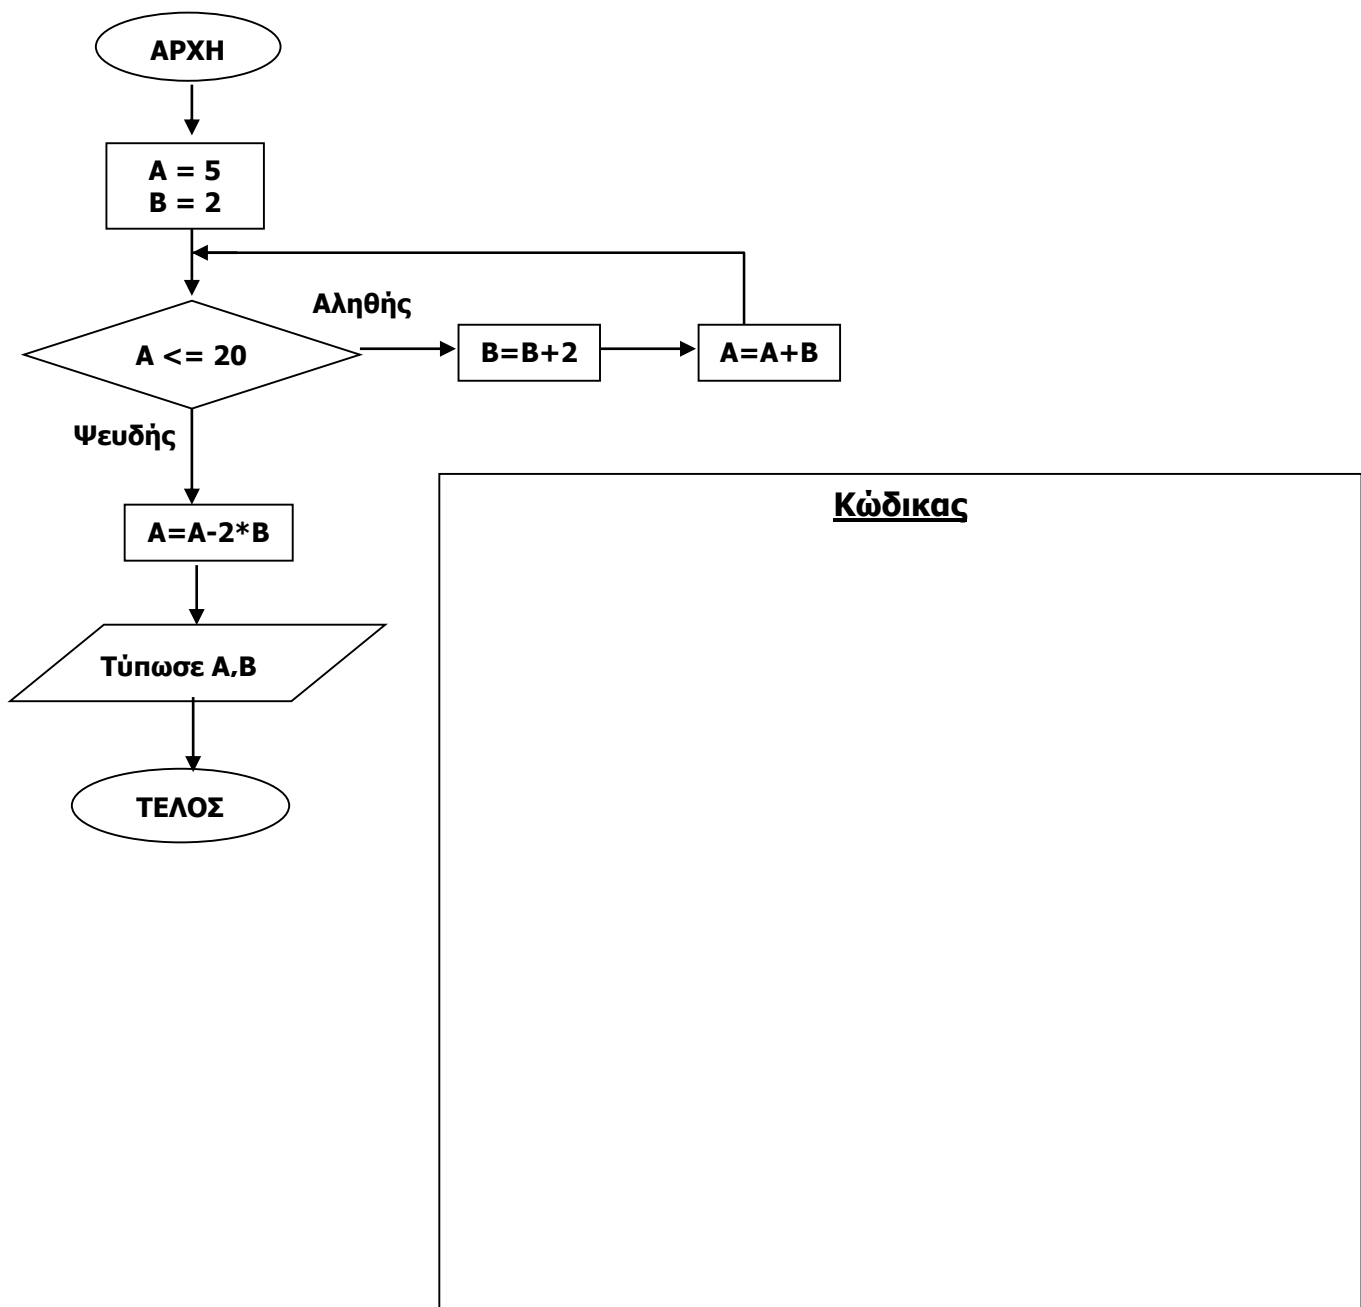 ΑΡΧΗ
Α = 5
Β = 2
Αληθής
Α <= 20
Β=Β+2
Α=Α+Β
Ψευδής
Κώδικας
Α=Α-2*Β
Τύπωσε Α,Β
ΤΕΛΟΣ